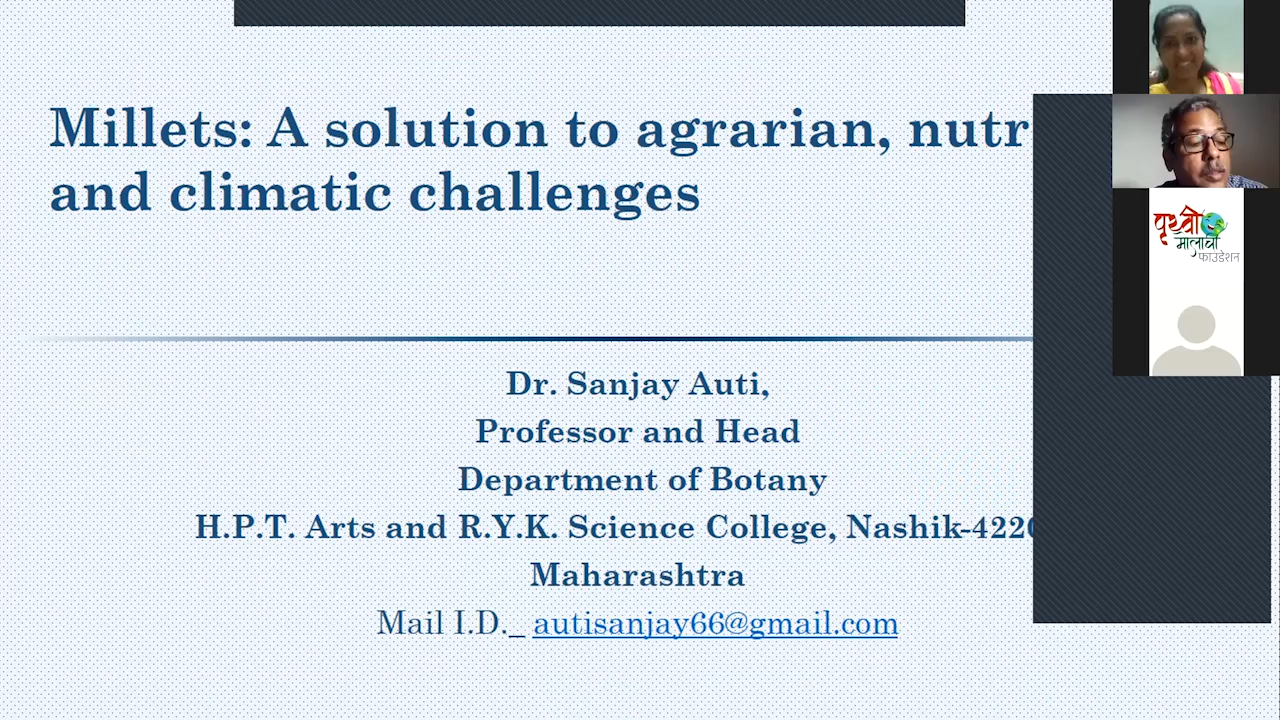 Millets: A solution to agrarian, nutr
and climatic challenges
Dr. Sanjay Auti,
Professor and Head
Department of Botany
H.P.T. Arts and R.Y.K. Science College, Nashik-422
Maharashtra
Mail I.D._ autisanjay66@gmail.com
पृथ्वी
मोलाची
फाउंडेशन